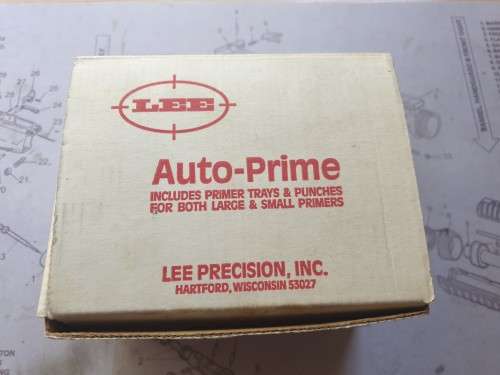 LEE
Auto-Prime
INCLUDES PRIMER TRAYS & PUNCHES
FOR BOTH LARGE & SMALL PRIMERS
LEE PRECISION, INC.
HARTFORD, WISCONSIN 53027